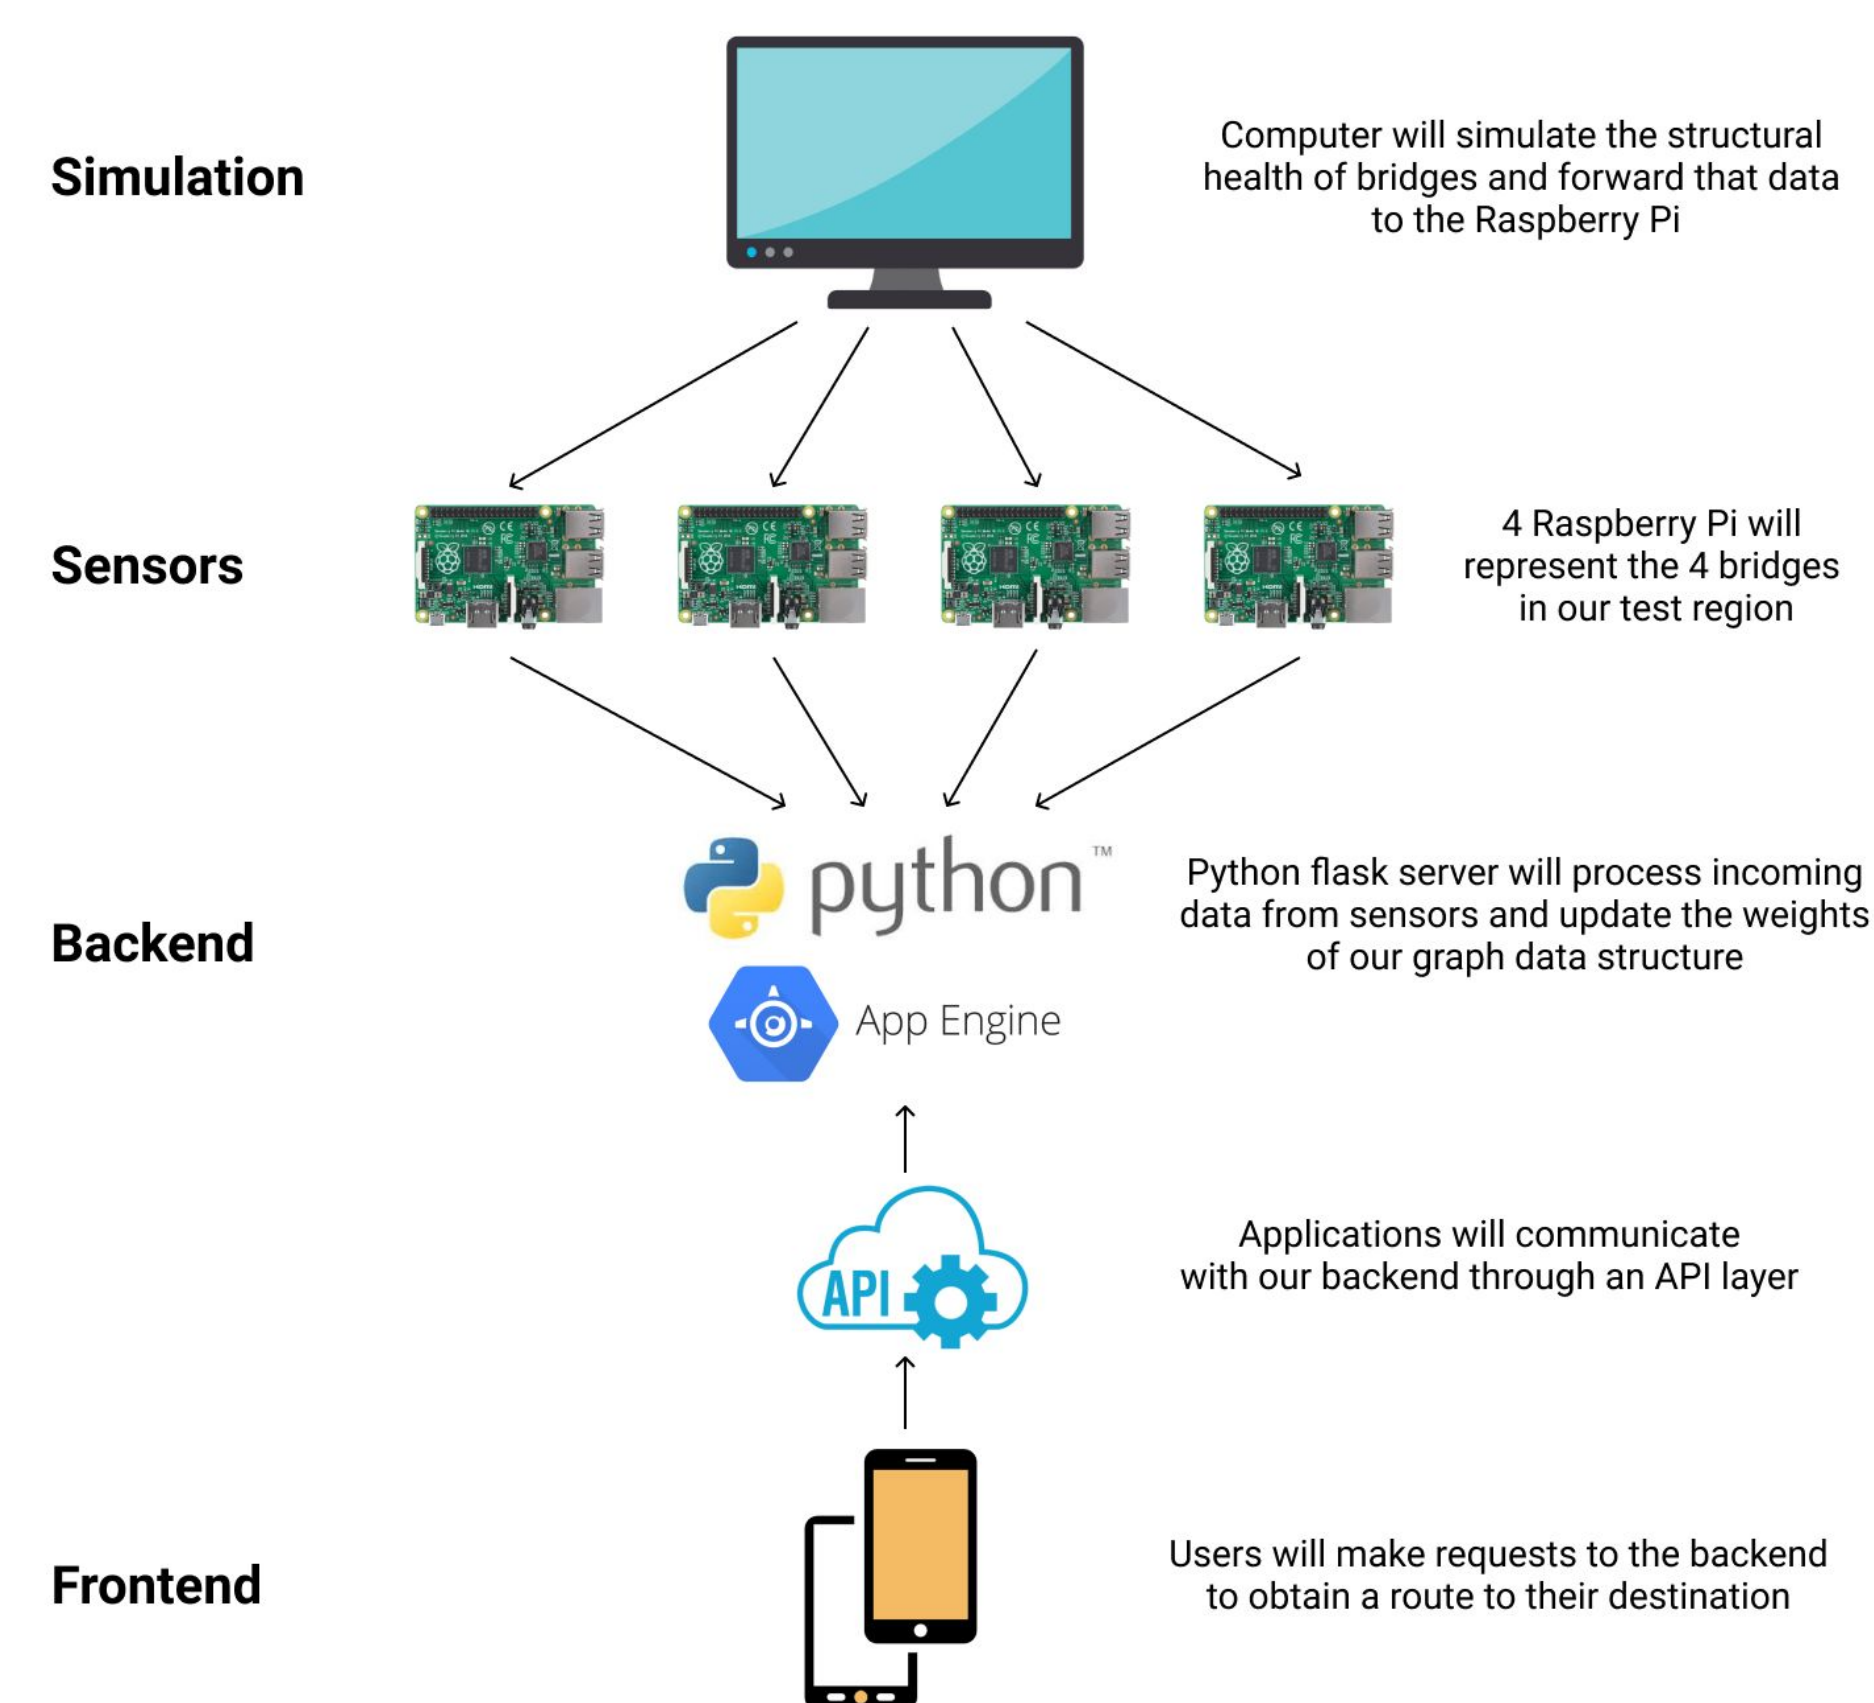 Simulation
Computer will simulate the structural
health of bridges and forward that data
to the Raspberry Pi
Sensors
4 Raspberry Pi will
represent the 4 bridges
in our test region
python™
Backend
Python flask server will process incoming
data from sensors and update the weights
of our graph data structure
App Engine
Applications will communicate
with our backend through an API layer
API
Frontend
Users will make requests to the backend
to obtain a route to their destination